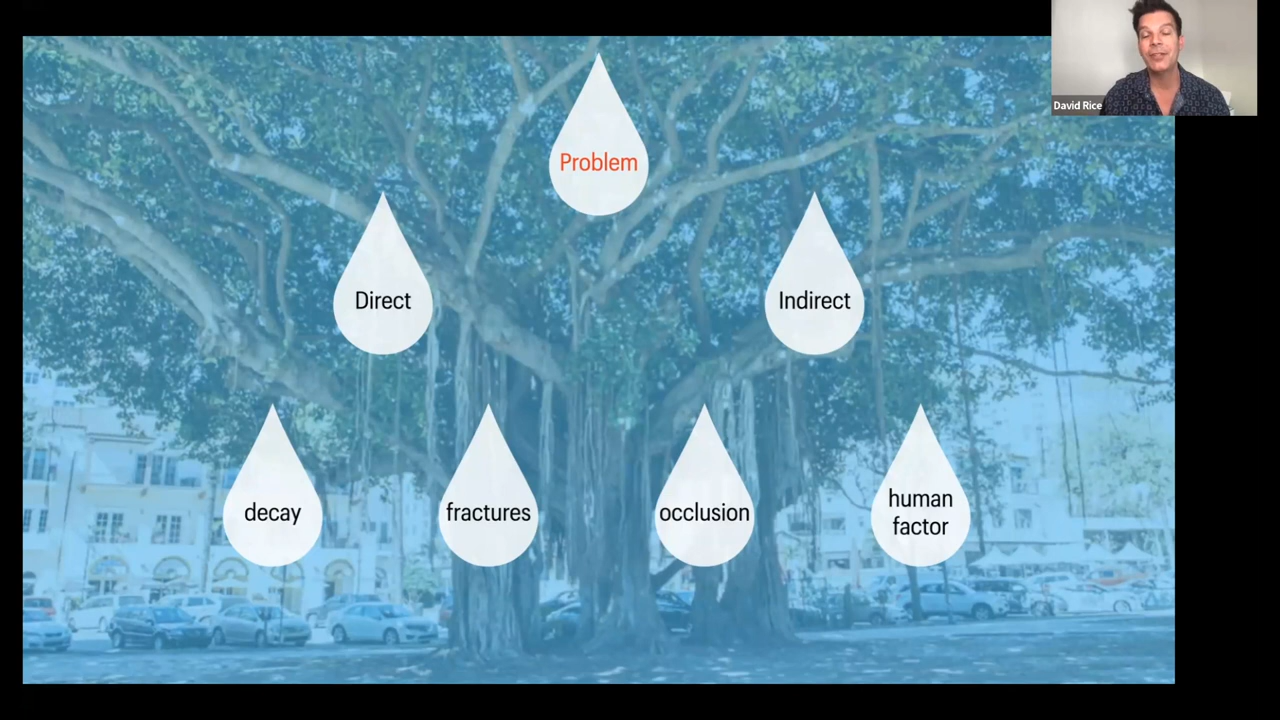 David Rice
Problem
Direct
Indirect
decay
fractures
occlusion
human
factor